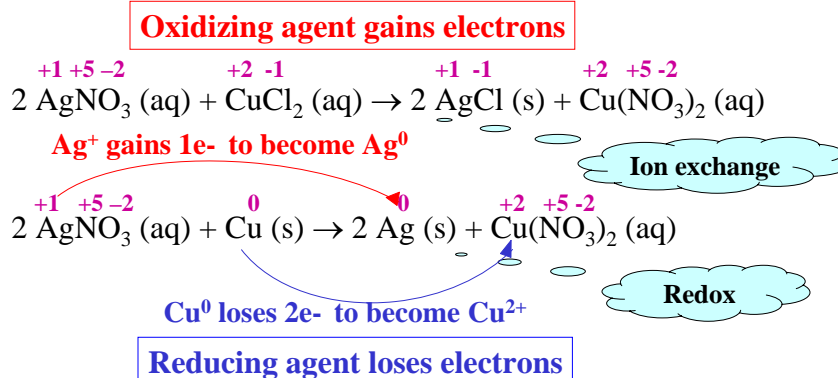 Oxidizing agent gains electrons
+1 +5 –2 +2 -1 +1 -1 +2 +5 -2
2 AgNO₃ (aq) + CuCl₂ (aq) → 2 AgCl (s) + Cu(NO₃)₂ (aq)
Ag⁺ gains 1e- to become Ag⁰
Ion exchange
+1 +5 –2 0 0 +2 +5 -2
2 AgNO₃ (aq) + Cu (s) → 2 Ag (s) + Cu(NO₃)₂ (aq)
Redox
Cu⁰ loses 2e- to become Cu²⁺
Reducing agent loses electrons